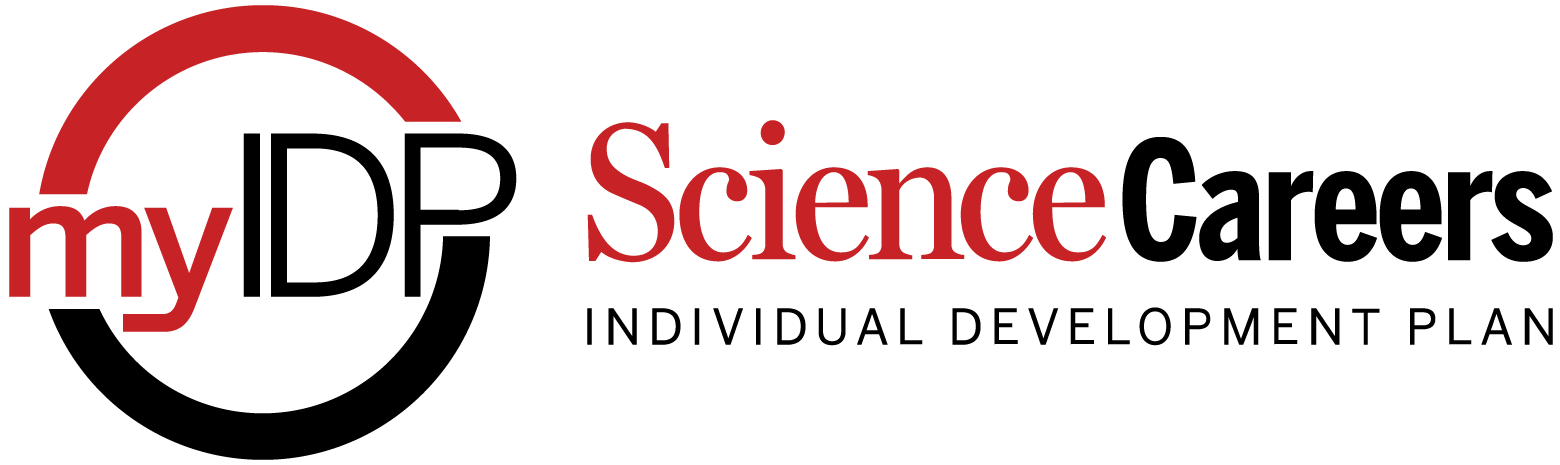 myIDP
ScienceCareers
INDIVIDUAL DEVELOPMENT PLAN